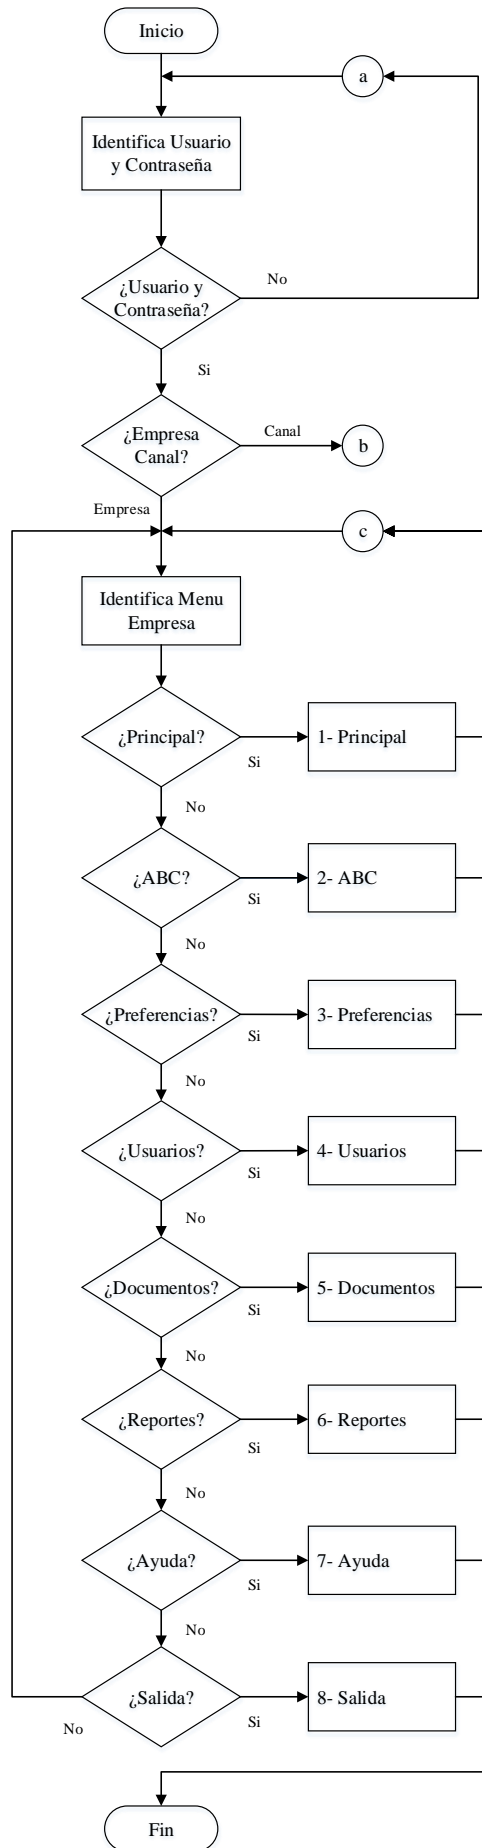 Inicio
a
Identifica Usuario
y Contraseña
No
¿Usuario y
Contraseña?
Si
Canal
¿Empresa
Canal?
b
Empresa
c
Identifica Menu
Empresa
¿Principal?
Si
1- Principal
No
¿ABC?
Si
2- ABC
No
¿Preferencias?
Si
3- Preferencias
No
¿Usuarios?
Si
4- Usuarios
No
¿Documentos?
Si
5- Documentos
No
¿Reportes?
Si
6- Reportes
No
¿Ayuda?
Si
7- Ayuda
No
¿Salida?
No
Si
8- Salida
Fin